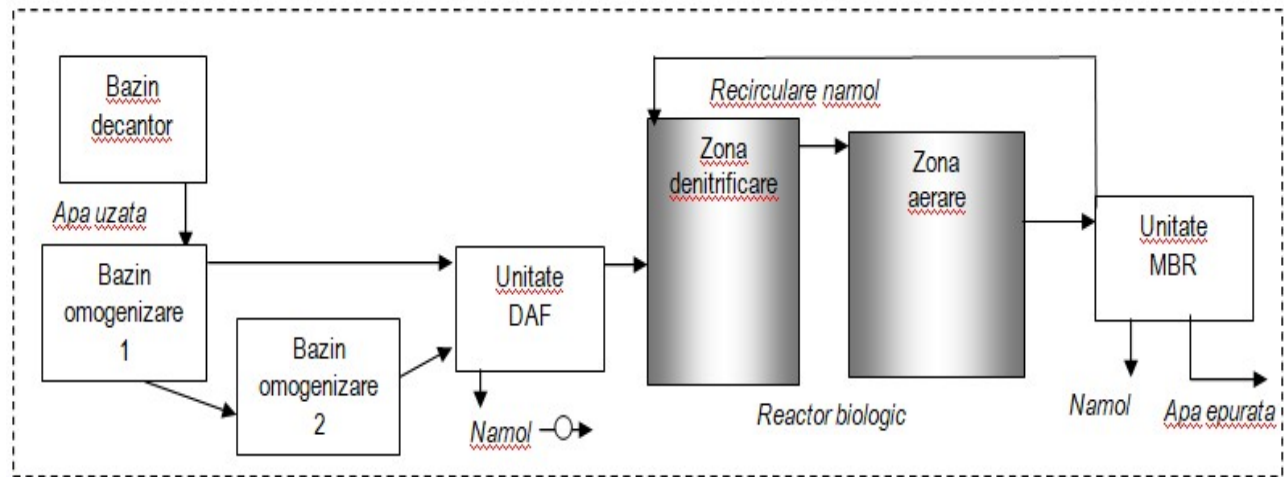 Bazin
decantor
Apa uzata
Bazin
omogenizare
1
Bazin
omogenizare
2
Unitate
DAF
Namol
Recirculare namol
Zona
denitrificare
Zona
aerare
Reactor biologic
Unitate
MBR
Namol
Apa epurata